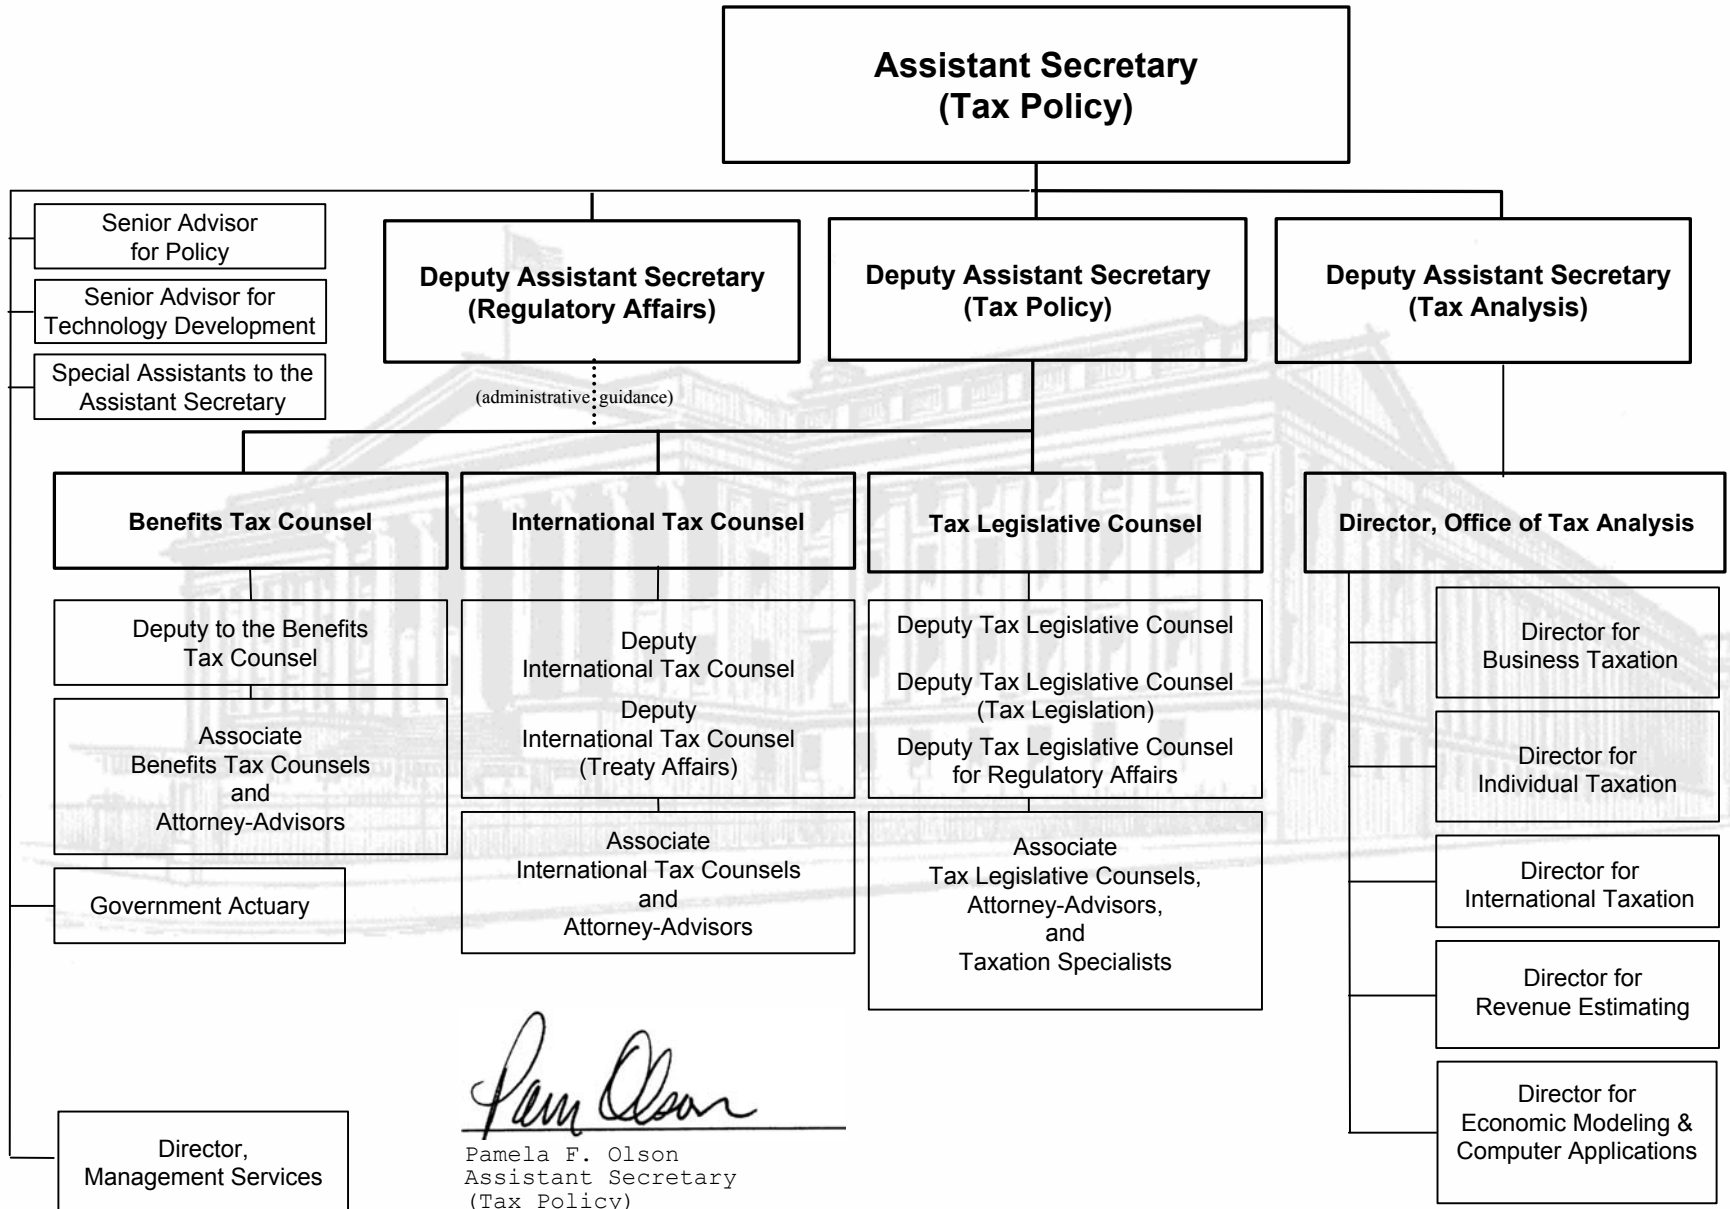 Assistant Secretary
(Tax Policy)
Senior Advisor
for Policy
Senior Advisor for
Technology Development
Special Assistants to the
Assistant Secretary
Deputy Assistant Secretary
(Regulatory Affairs)
Deputy Assistant Secretary
(Tax Policy)
Deputy Assistant Secretary
(Tax Analysis)
(administrative guidance)
Benefits Tax Counsel
International Tax Counsel
Tax Legislative Counsel
Director, Office of Tax Analysis
Deputy to the Benefits
Tax Counsel
Associate
Benefits Tax Counsels
and
Attorney-Advisors
Government Actuary
Director,
Management Services
Deputy
International Tax Counsel
Deputy
International Tax Counsel
(Treaty Affairs)
Associate
International Tax Counsels
and
Attorney-Advisors
Deputy Tax Legislative Counsel
Deputy Tax Legislative Counsel
(Tax Legislation)
Deputy Tax Legislative Counsel
for Regulatory Affairs
Associate
Tax Legislative Counsels,
Attorney-Advisors,
and
Taxation Specialists
Director for
Business Taxation
Director for
Individual Taxation
Director for
International Taxation
Director for
Revenue Estimating
Director for
Economic Modeling &
Computer Applications
Pam Olson
Pamela F. Olson
Assistant Secretary
(Tax Policy)